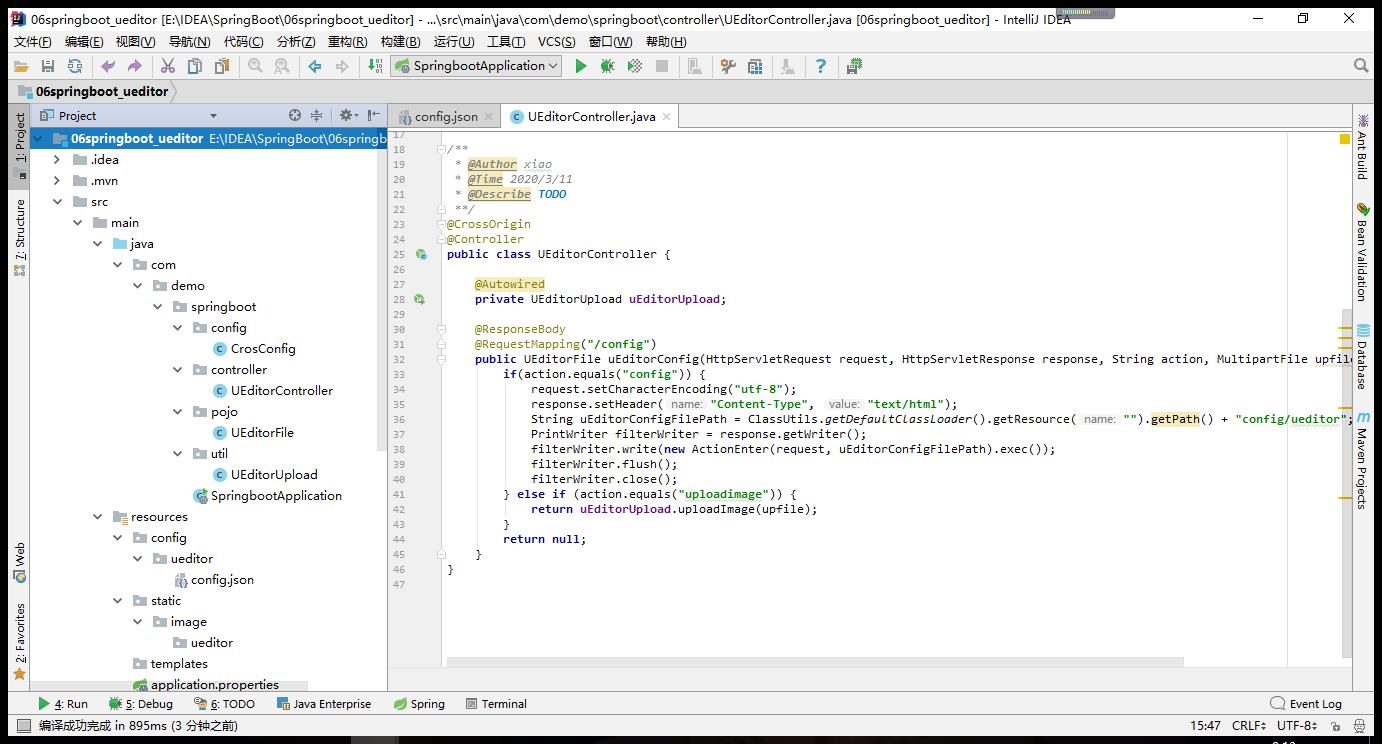 06springboot_ueditor [E:\IDEA\SpringBoot\06springboot_ueditor] - ...\src\main\java\com\demo\springboot\controller\UEditorController.java [06springboot_ueditor] - IntelliJ IDEA
文件(F) 编辑(E) 视图(V) 导航(N) 代码(C) 分析(Z) 重构(R) 构建(B) 运行(U) 工具(T) VCS(S) 窗口(W) 帮助(H)
SpringbootApplication
06springboot_ueditor
Project
config.json
UEditorController.java
1: Project
7: Structure
Web
2: Favorites
06springboot_ueditor E:\IDEA\SpringBoot\06springb
.idea
.mvn
src
main
java
com
demo
springboot
config
CrosConfig
controller
UEditorController
pojo
UEditorFile
util
UEditorUpload
SpringbootApplication
resources
config
ueditor
config.json
static
image
ueditor
templates
application.properties
17
18 /**
19 * @Author xiao
20 * @Time 2020/3/11
21 * @Describe TODO
22 **/
23 @CrossOrigin
24 @Controller
25 public class UEditorController {
26
27 @Autowired
28 private UEditorUpload uEditorUpload;
29
30 @ResponseBody
31 @RequestMapping("/config")
32 public UEditorFile uEditorConfig(HttpServletRequest request, HttpServletResponse response, String action, MultipartFile upfile
33 if(action.equals("config")) {
34 request.setCharacterEncoding("utf-8");
35 response.setHeader( name: "Content-Type", value: "text/html");
36 String uEditorConfigFilePath = ClassUtils.getDefaultClassLoader().getResource( name: "").getPath() + "config/ueditor";
37 PrintWriter filterWriter = response.getWriter();
38 filterWriter.write(new ActionEnter(request, uEditorConfigFilePath).exec());
39 filterWriter.flush();
40 filterWriter.close();
41 } else if (action.equals("uploadimage")) {
42 return uEditorUpload.uploadImage(upfile);
43 }
44 return null;
45 }
46 }
47
Ant Build
Bean Validation
Database
Maven Projects
4: Run 5: Debug 6: TODO Java Enterprise Spring Terminal Event Log
编译成功完成 in 895ms (3 分钟之前) 15:47 CRLF UTF-8